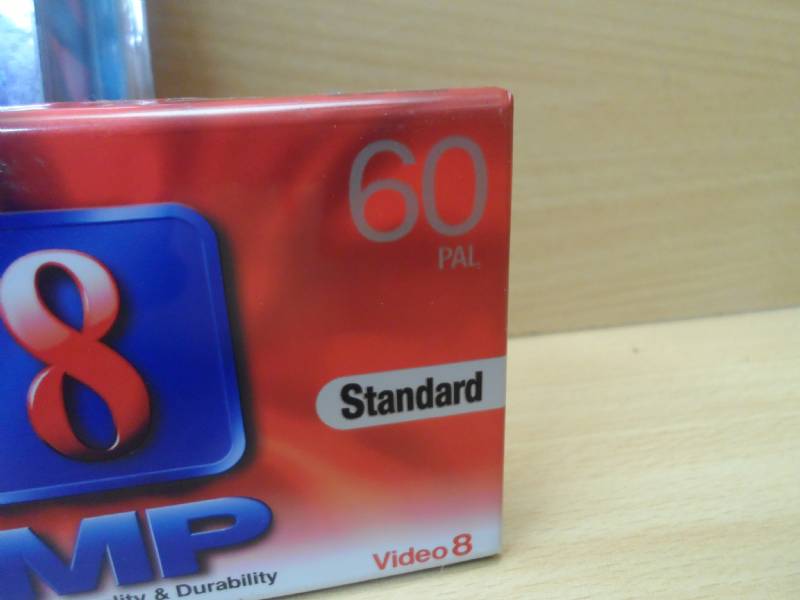 60
PAL
8
Standard
MP
Video 8
& Durability